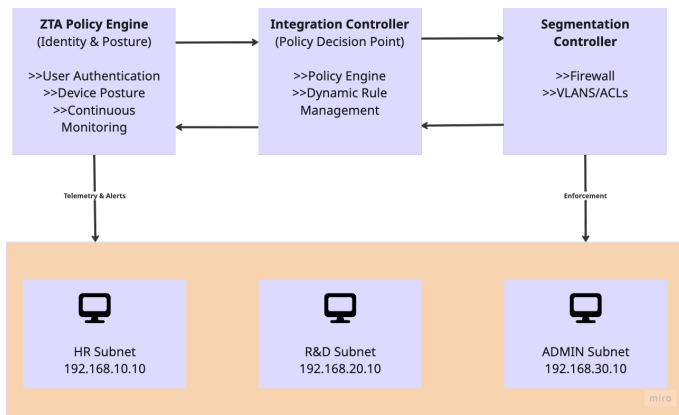 ZTA Policy Engine
(Identity & Posture)
>>User Authentication
>>Device Posture
>>Continuous
Monitoring
Integration Controller
(Policy Decision Point)
>>Policy Engine
>>Dynamic Rule
Management
Segmentation
Controller
>>Firewall
>>VLANS/ACLs
Telemetry & Alerts
Enforcement
HR Subnet
192.168.10.10
R&D Subnet
192.168.20.10
ADMIN Subnet
192.168.30.10
miro